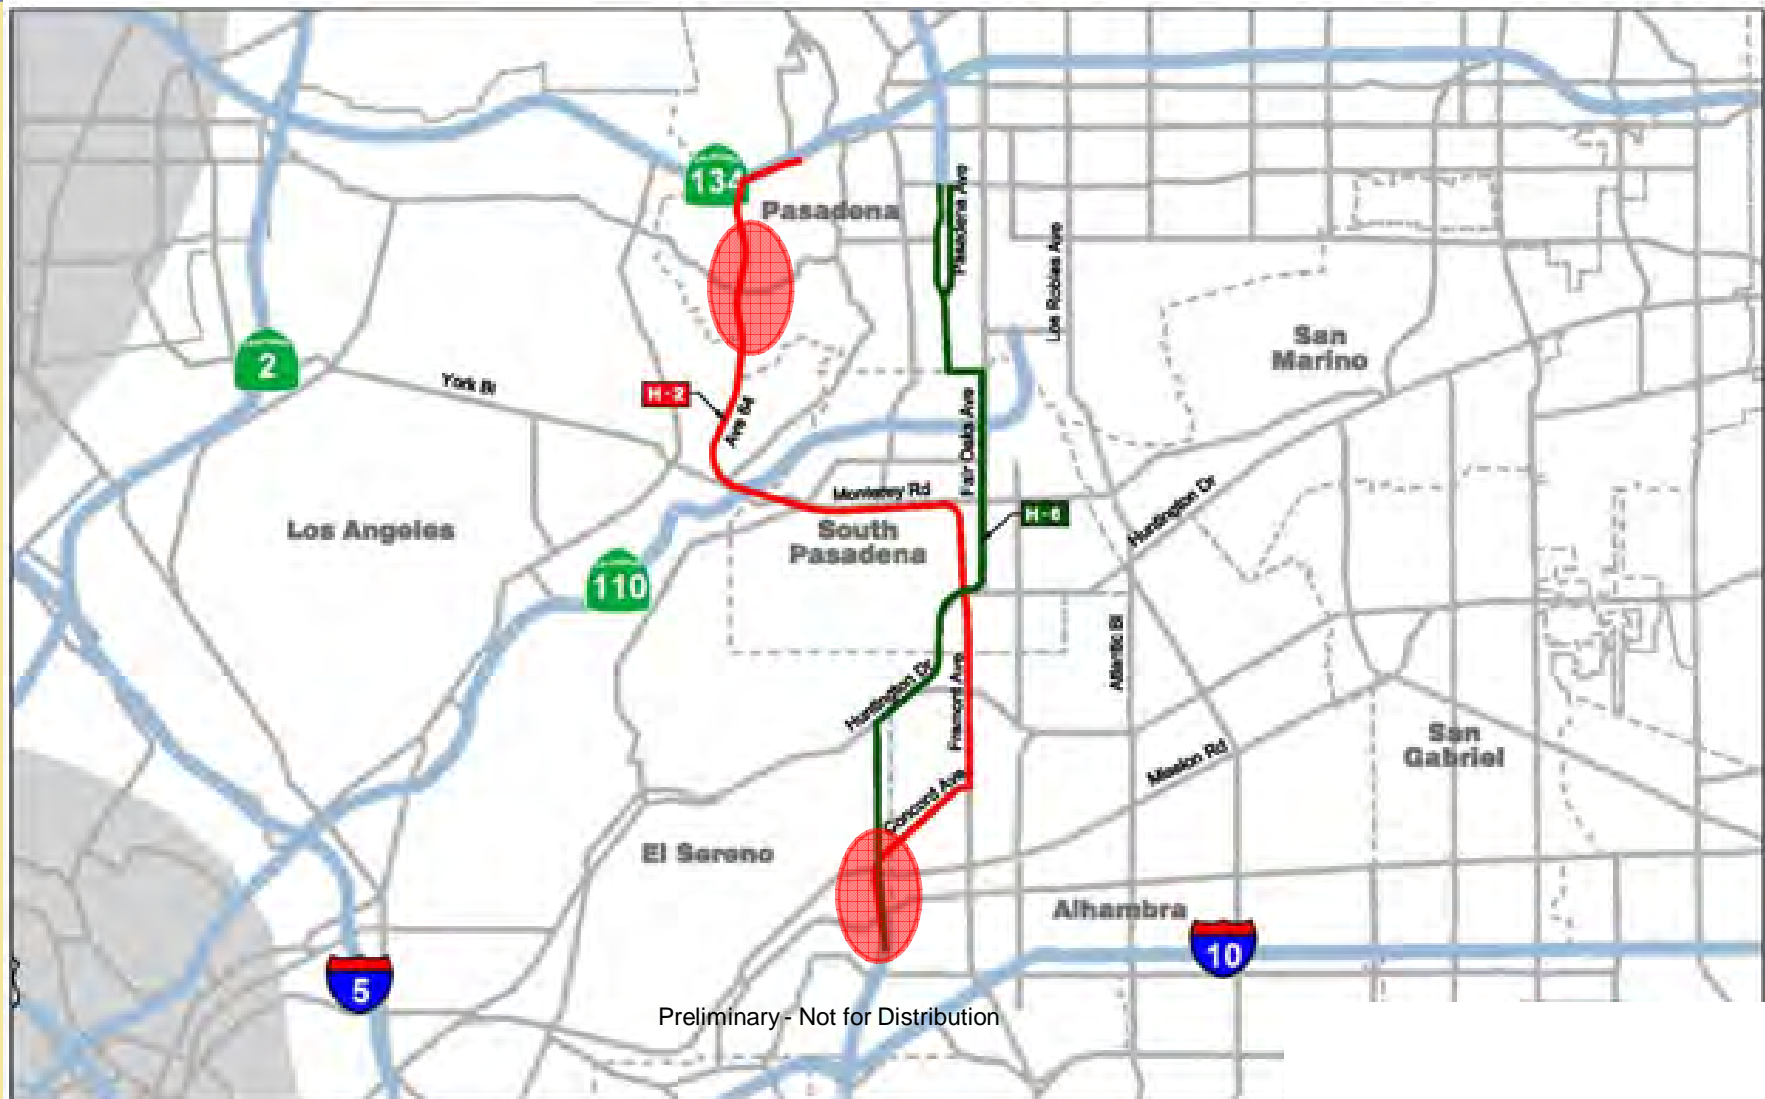 134
Pasadena
Pasadena Ave
Los Robles Ave
San
Marino
2
York Bl
H-2
Ave 64
Fair Oaks Ave
Monterey Rd
H-6
Huntington Dr
Los Angeles
South
Pasadena
110
Atlantic Bl
Huntington Dr
Fremont Ave
San
Gabriel
Mission Rd
Concord Ave
El Sereno
Alhambra
10
5
Preliminary - Not for Distribution